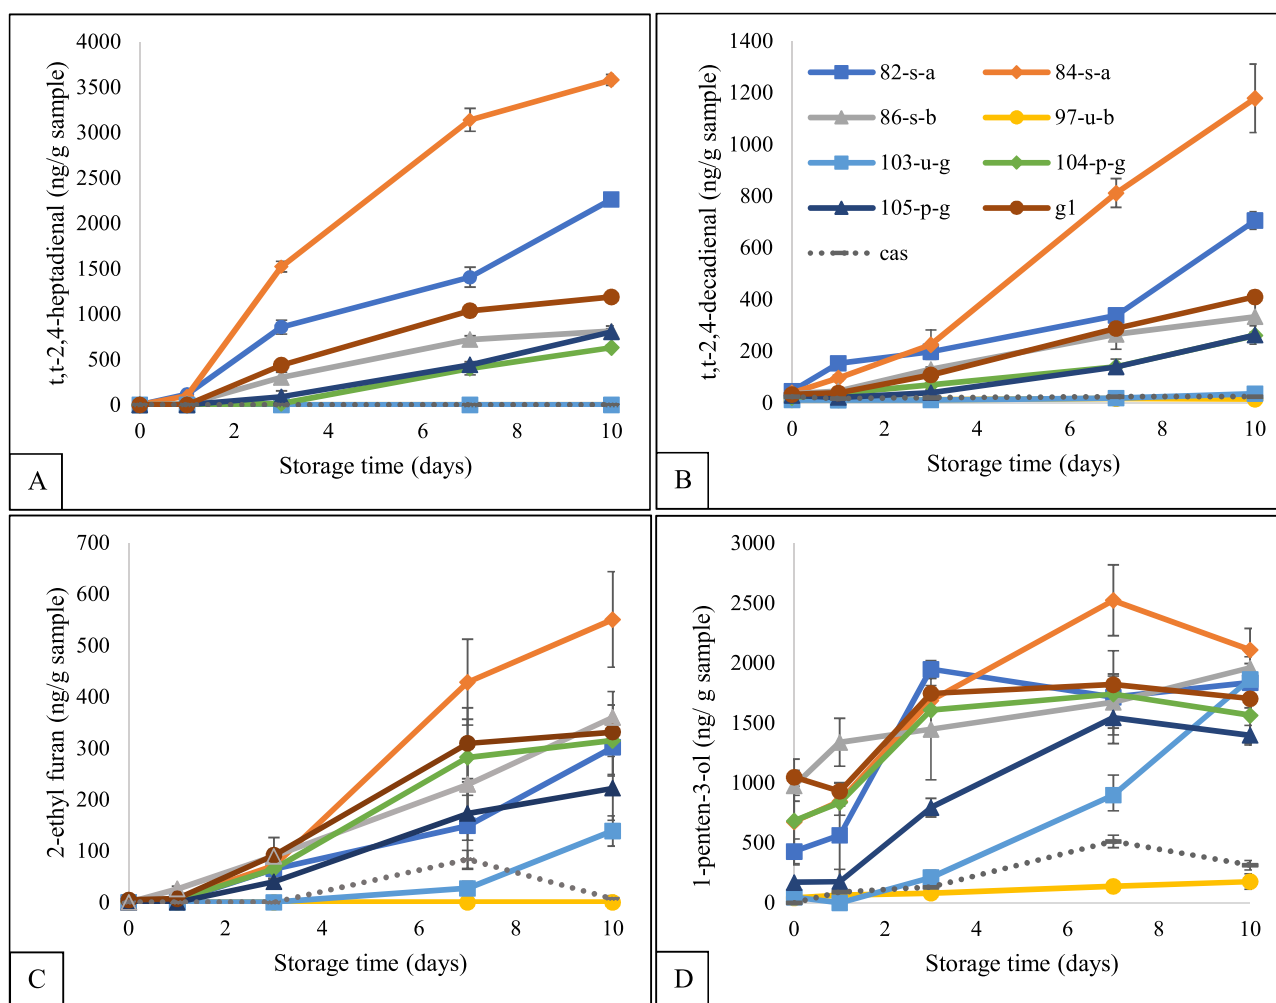 t,t-2,4-heptadienal (ng/g sample)
4000
3500
3000
2500
2000
1500
1000
500
0
0 2 4 6 8 10
Storage time (days)
A
t,t-2,4-decadienal (ng/g sample)
1400
1200
1000
800
600
400
200
0
82-s-a 84-s-a
86-s-b 97-u-b
103-u-g 104-p-g
105-p-g g1
cas
0 2 4 6 8 10
Storage time (days)
B
2-ethyl furan (ng/g sample)
700
600
500
400
300
200
100
0
0 2 4 6 8 10
Storage time (days)
C
1-penten-3-ol (ng/ g sample)
3000
2500
2000
1500
1000
500
0
0 2 4 6 8 10
Storage time (days)
D